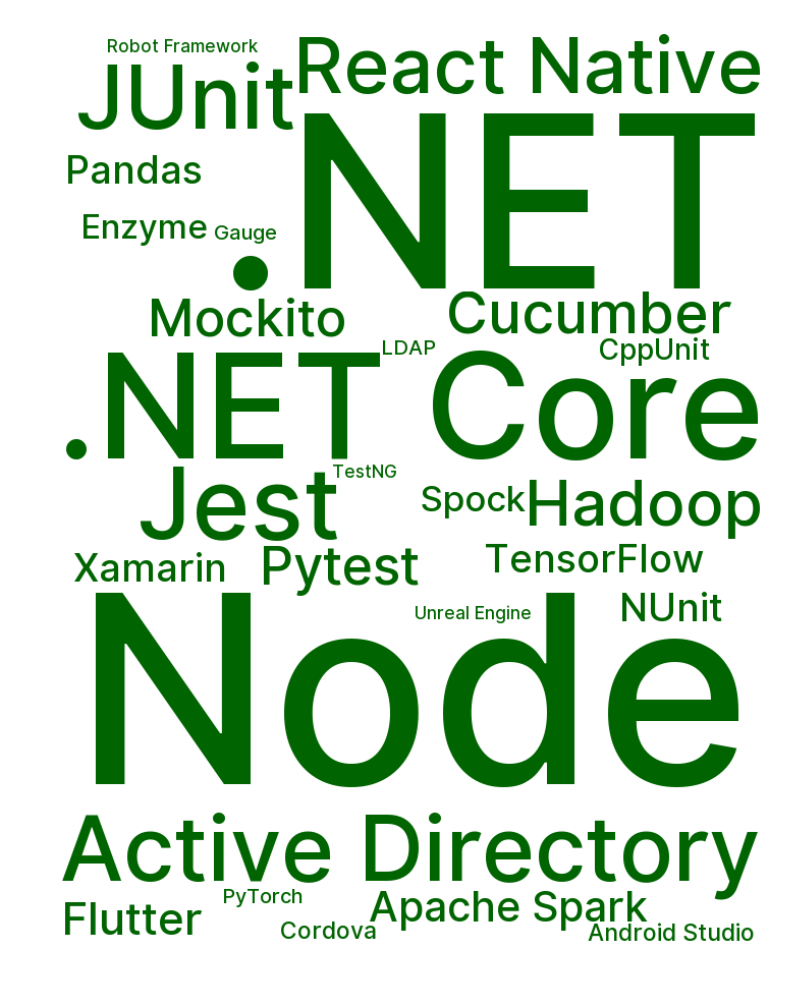 Robot Framework
React Native
JUnit
.NET
Pandas
Enzyme
Gauge
Mockito
Cucumber
LDAP
CppUnit
.NET Core
TestNG
Jest
Spock
Hadoop
Xamarin
Pytest
TensorFlow
Unreal Engine
NUnit
Node
Active Directory
PyTorch
Flutter
Apache Spark
Cordova
Android Studio